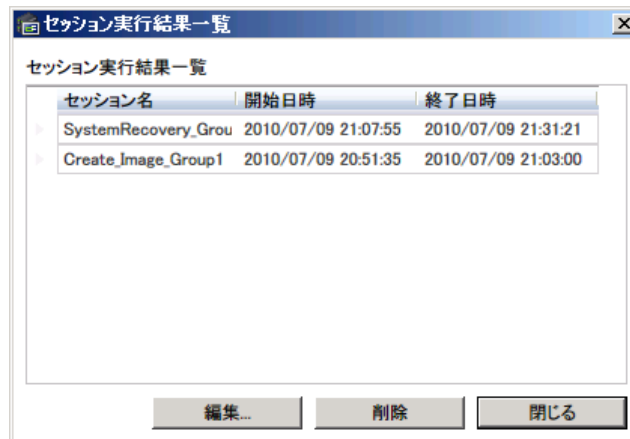 セッション実行結果一覧
セッション実行結果一覧
セッション名 開始日時 終了日時
SystemRecovery_Grou 2010/07/09 21:07:55 2010/07/09 21:31:21
Create_Image_Group1 2010/07/09 20:51:35 2010/07/09 21:03:00
編集... 削除 閉じる